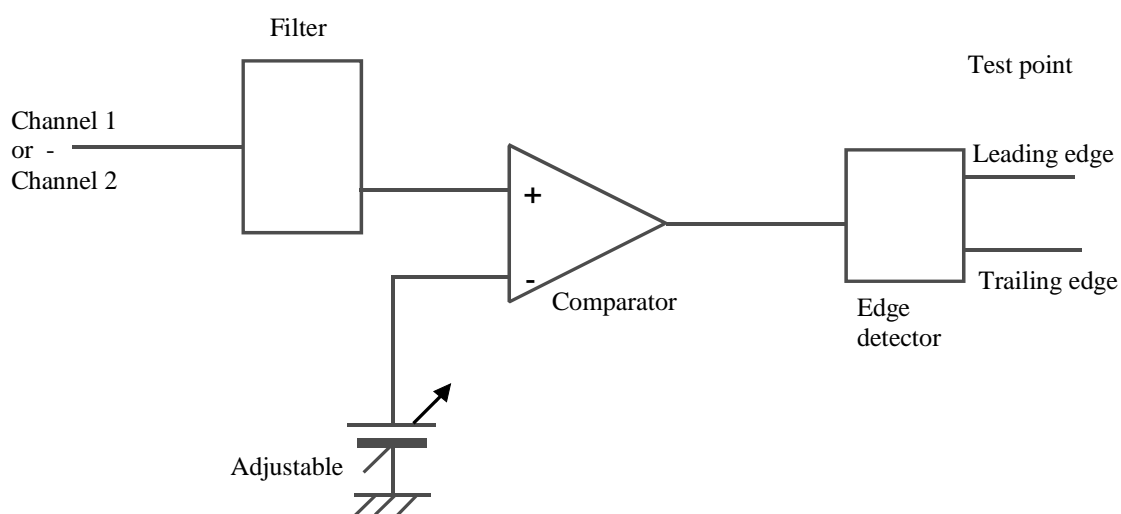 Filter
Test point
Channel 1
or -
Channel 2
Leading edge
+
-
Comparator
Trailing edge
Edge
detector
Adjustable